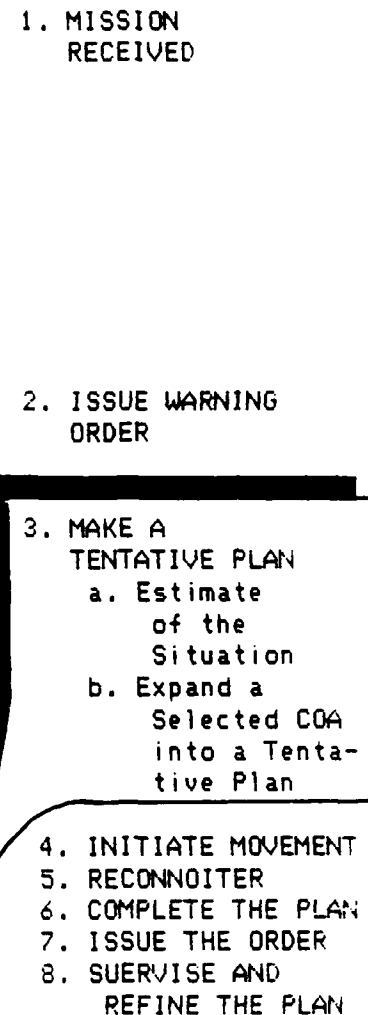 1. MISSION
RECEIVED
2. ISSUE WARNING
ORDER
3. MAKE A
TENTATIVE PLAN
a. Estimate
of the
Situation
b. Expand a
Selected COA
into a Tenta-
tive Plan
4. INITIATE MOVEMENT
5. RECONNOITER
6. COMPLETE THE PLAN
7. ISSUE THE ORDER
8. SUERVISE AND
REFINE THE PLAN